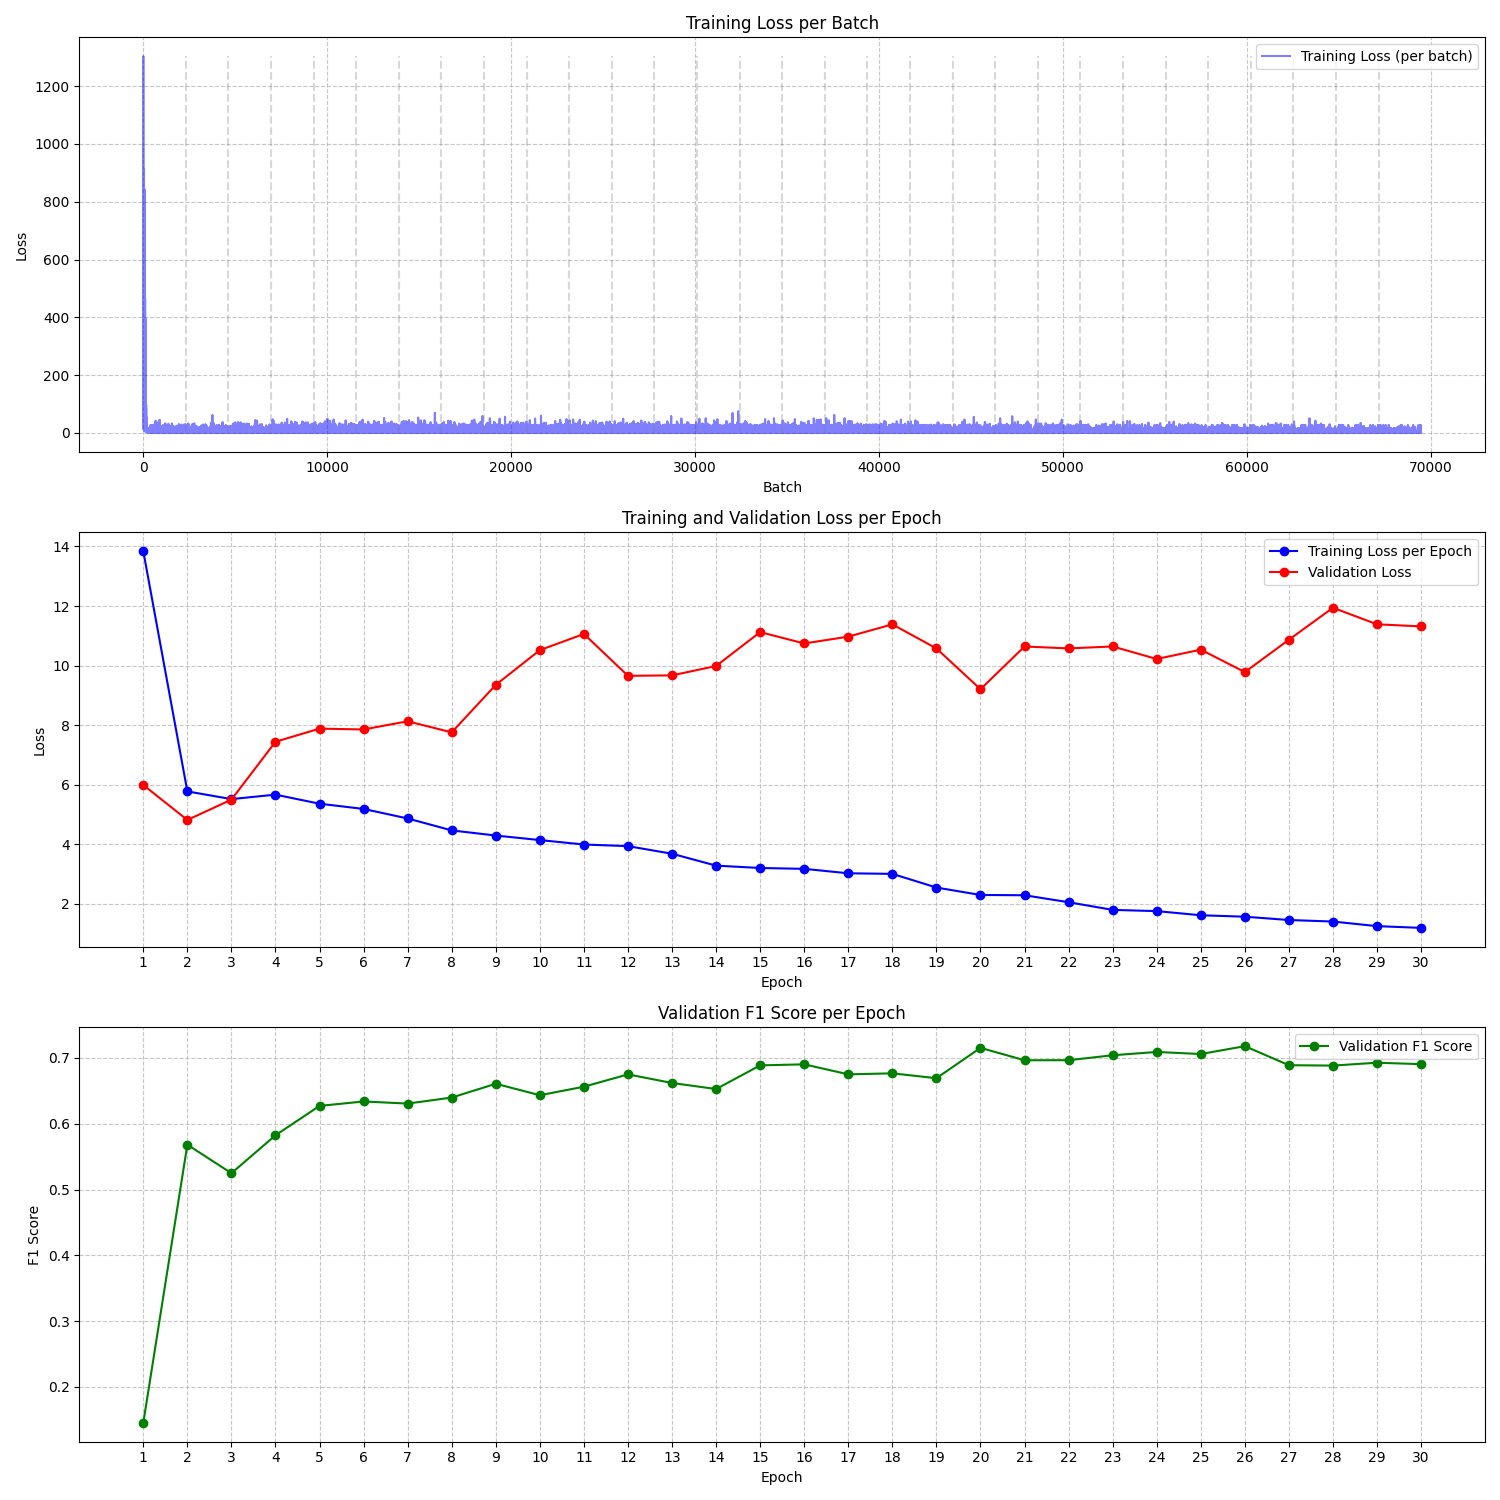 Training Loss per Batch
Training Loss (per batch)
1200
1000
800
600
400
200
0
Loss
0 10000 20000 30000 40000 50000 60000 70000
Batch
Training and Validation Loss per Epoch
Training Loss per Epoch
Validation Loss
14
12
10
8
6
4
2
Loss
1 2 3 4 5 6 7 8 9 10 11 12 13 14 15 16 17 18 19 20 21 22 23 24 25 26 27 28 29 30
Epoch
Validation F1 Score per Epoch
Validation F1 Score
0.7
0.6
0.5
0.4
0.3
0.2
F1 Score
1 2 3 4 5 6 7 8 9 10 11 12 13 14 15 16 17 18 19 20 21 22 23 24 25 26 27 28 29 30
Epoch